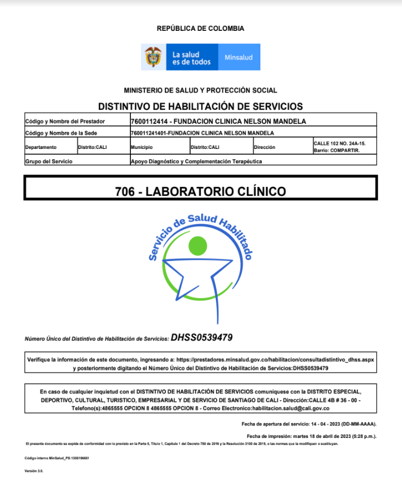 REPÚBLICA DE COLOMBIA
La salud
es de todos
Minsalud
MINISTERIO DE SALUD Y PROTECCIÓN SOCIAL
DISTINTIVO DE HABILITACIÓN DE SERVICIOS
Código y Nombre del Prestador 7600112414 - FUNDACION CLINICA NELSON MANDELA
Código y Nombre de la Sede 760011241401-FUNDACION CLINICA NELSON MANDELA
Departamento Distrito:CALI Municipio Distrito:CALI Dirección CALLE 102 NO. 24A-15.
Barrio: COMPARTIR.
Grupo del Servicio Apoyo Diagnóstico y Complementación Terapéutica
706 - LABORATORIO CLÍNICO
Servicio de Salud Habilitado
Número Único del Distintivo de Habilitación de Servicios: DHSS0539479
Verifique la información de este documento, ingresando a: https://prestadores.minsalud.gov.co/habilitacion/consultadistintivo_dhss.aspx
y posteriormente digitando el Número Único del Distintivo de Habilitación de Servicios:DHSS0539479
En caso de cualquier inquietud con el DISTINTIVO DE HABILITACIÓN DE SERVICIOS comuniquese con la DISTRITO ESPECIAL,
DEPORTIVO, CULTURAL, TURISTICO, EMPRESARIAL Y DE SERVICIO DE SANTIAGO DE CALI - Dirección:CALLE 4B # 36 - 00 -
Telefono(s):4865555 OPCION 8 4865555 OPCION 8 - Correo Electronico:habilitacion.salud@cali.gov.co
Fecha de apertura del servicio: 14 - 04 - 2023 (DD-MM-AAAA).
Fecha de impresión: martes 18 de abril de 2023 (5:28 p.m.).
El presente documento se expide de conformidad con lo previsto en la Parte 5, Título 1, Capítulo 1 del Decreto 780 de 2016 y la Resolución 3100 de 2019, o las normas que la modifiquen o sustituyan.
Código Interno MinSalud_PS: